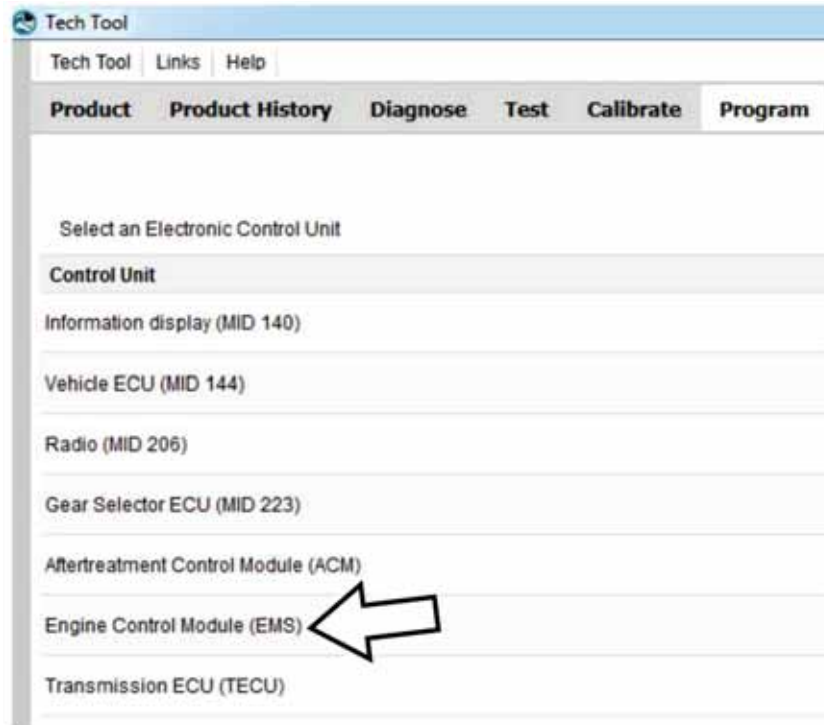 Tech Tool
Tech Tool Links Help
Product Product History Diagnose Test Calibrate Program
Select an Electronic Control Unit
Control Unit
Information display (MID 140)
Vehicle ECU (MID 144)
Radio (MID 206)
Gear Selector ECU (MID 223)
Aftertreatment Control Module (ACM)
Engine Control Module (EMS)
Transmission ECU (TECU)